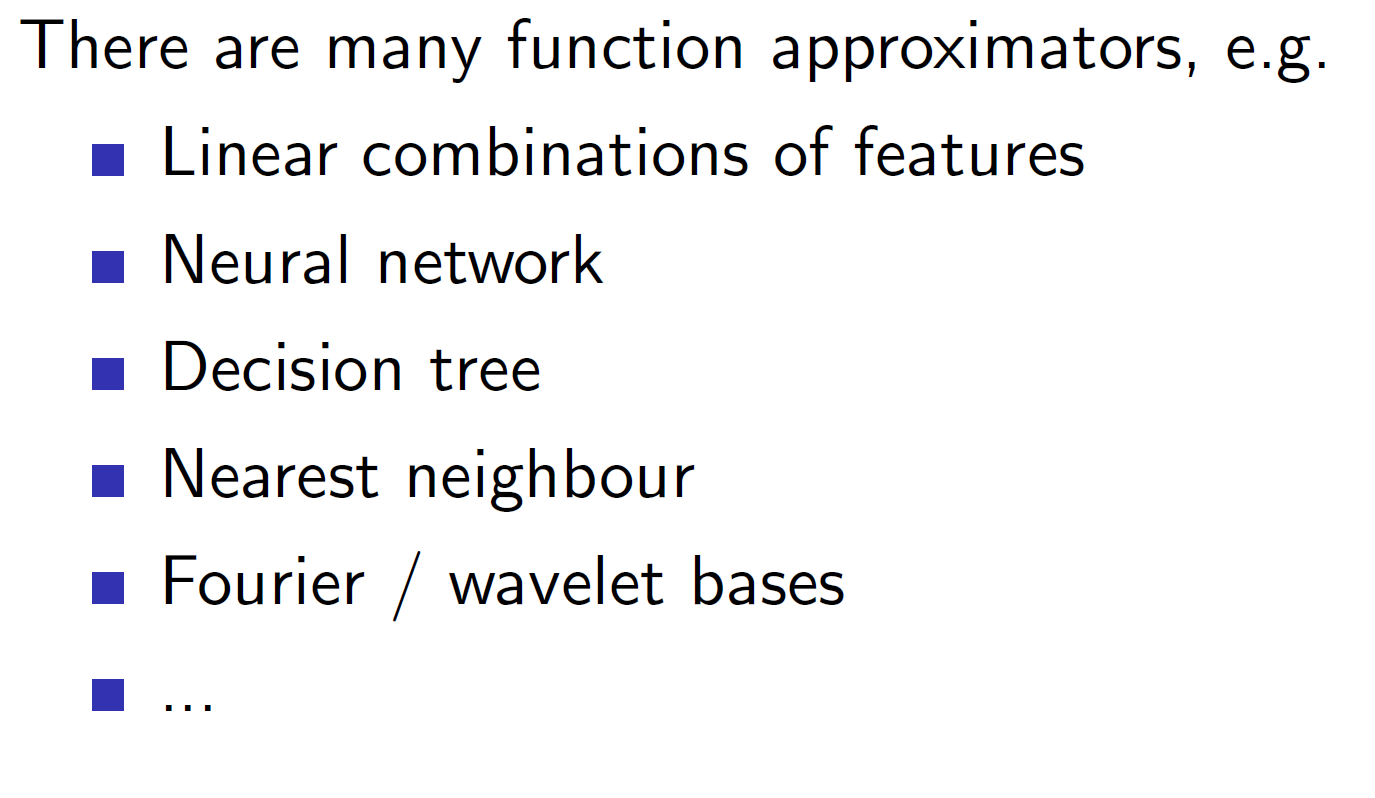 There are many function approximators, e.g.
Linear combinations of features
Neural network
Decision tree
Nearest neighbour
Fourier / wavelet bases
...